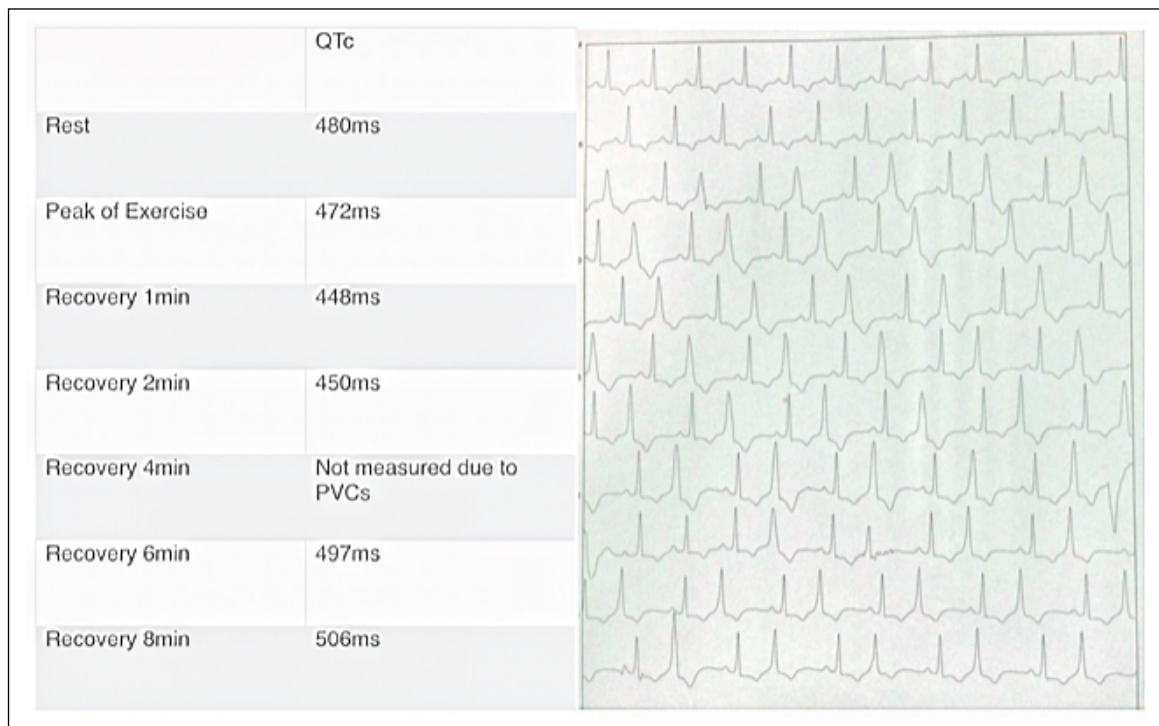 QTc
Rest 480ms
Peak of Exercise 472ms
Recovery 1min 448ms
Recovery 2min 450ms
Recovery 4min Not measured due to
PVCs
Recovery 6min 497ms
Recovery 8min 506ms